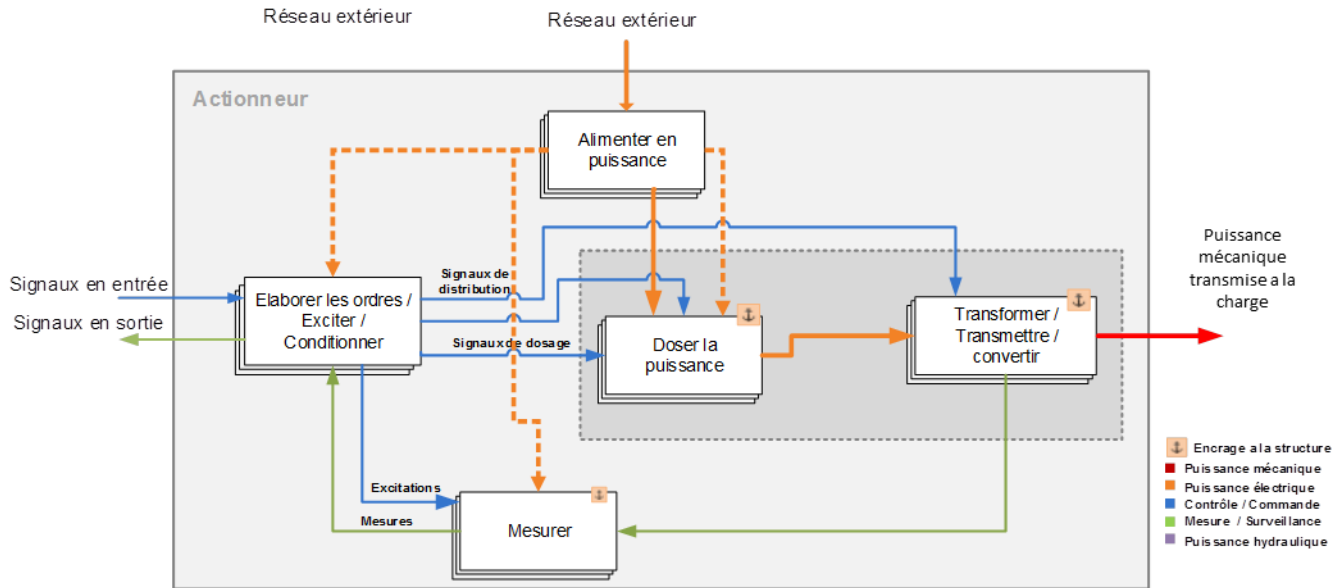 Réseau extérieur
Réseau extérieur
Actionneur
Alimenter en
puissance
Signaux en entrée
Signaux en sortie
Elaborer les ordres /
Exciter /
Conditionner
Signaux de
distribution
Signaux de dosage
Doser la
puissance
Transformer /
Transmettre /
convertir
Puissance
mécanique
transmise a la
charge
Excitations
Mesures
Mesurer
Encrage a la structure
Puissance mécanique
Puissance électrique
Contrôle / Commande
Mesure / Surveillance
Puissance hydraulique